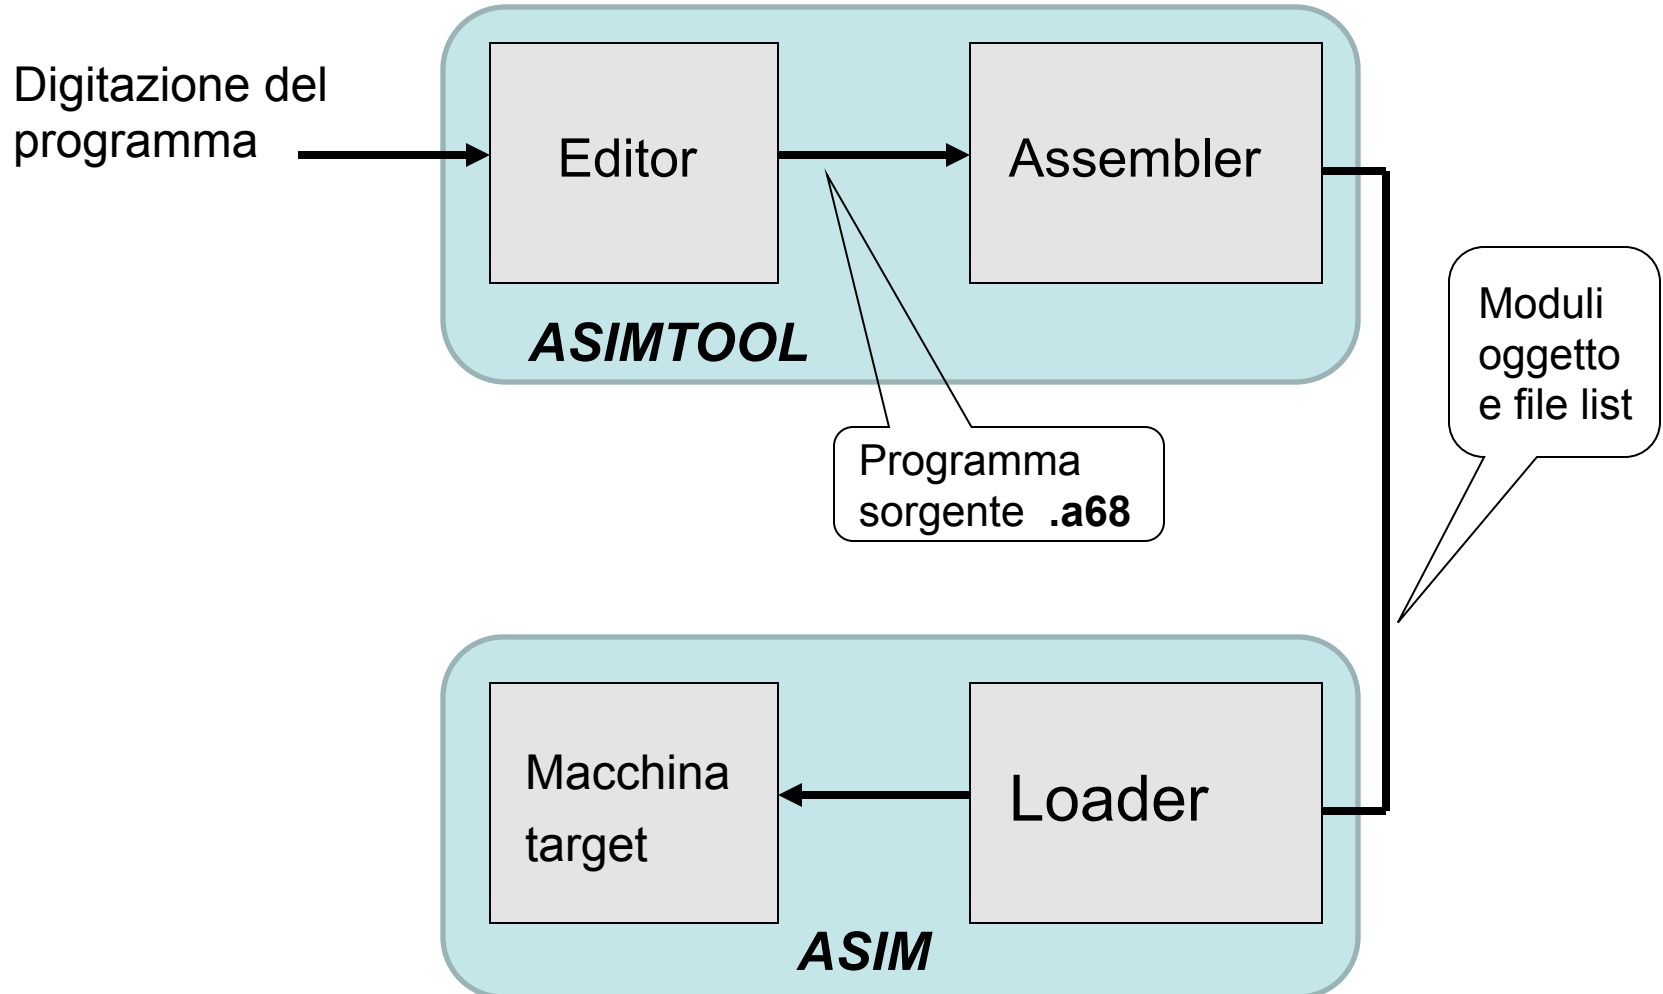 Digitazione del
programma
Editor
Assembler
ASIMTOOL
Programma
sorgente .a68
Moduli
oggetto
e file list
Macchina
target
Loader
ASIM